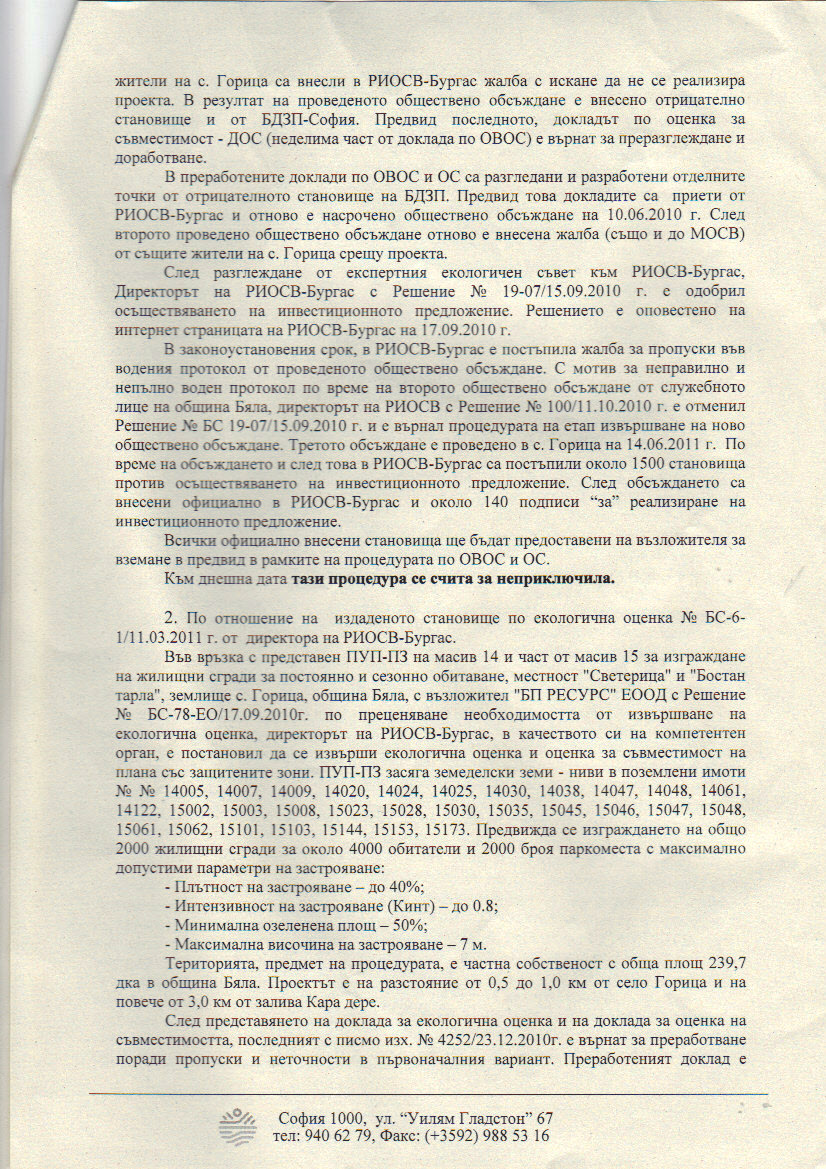 жители на с. Горица са внесли в РИОСВ-Бургас жалба с искане да не се реализира
проекта. В резултат на проведеното обществено обсъждане е внесено отрицателно
становище и от БДЗП-София. Предвид последното, докладът по оценка за
съвместимост - ДОС (неделима част от доклада по ОВОС) е върнат за преразглеждане и
доработване.
В преработените доклади по ОВОС и ОС са разгледани и разработени отделните
точки от отрицателното становище на БДЗП. Предвид това докладите са приети от
РИОСВ-Бургас и отново е насрочено обществено обсъждане на 10.06.2010 г. След
второто проведено обществено обсъждане отново е внесена жалба (също и до МОСВ)
от същите жители на с. Горица срещу проекта.
След разглеждане от експертния екологичен съвет към РИОСВ-Бургас,
Директорът на РИОСВ-Бургас с Решение № 19-07/15.09.2010 г. е одобрил
осъществяването на инвестиционното предложение. Решението е оповестено на
интернет страницата на РИОСВ-Бургас на 17.09.2010 г.
В законоустановения срок, в РИОСВ-Бургас е постъпила жалба за пропуски във
водения протокол от проведеното обществено обсъждане. С мотив за неправилно и
непълно воден протокол по време на второто обществено обсъждане от служебното
лице на община Бяла, директорът на РИОСВ с Решение № 100/11.10.2010 г. е отменил
Решение № БС 19-07/15.09.2010 г. и е върнал процедурата на етап извършване на ново
обществено обсъждане. Третото обсъждане е проведено в с. Горица на 14.06.2011 г. По
време на обсъждането и след това в РИОСВ-Бургас са постъпили около 1500 становища
против осъществяването на инвестиционното предложение. След обсъждането са
внесени официално в РИОСВ-Бургас и около 140 подписи “за” реализиране на
инвестиционното предложение.
Всички официално внесени становища ще бъдат предоставени на възложителя за
вземане в предвид в рамките на процедурата по ОВОС и ОС.
Към днешна дата тази процедура се счита за неприключила.
2. По отношение на издаденото становище по екологична оценка № БС-6-
1/11.03.2011 г. от директора на РИОСВ-Бургас.
Във връзка с представен ПУП-ПЗ на масив 14 и част от масив 15 за изграждане
на жилищни сгради за постоянно и сезонно обитаване, местност "Светерица" и "Бостан
тарла", землище с. Горица, община Бяла, с възложител "БП РЕСУРС" ЕООД с Решение
№ БС-78-ЕО/17.09.2010г. по преценяване необходимостта от извършване на
екологична оценка, директорът на РИОСВ-Бургас, в качеството си на компетентен
орган, е постановил да се извърши екологична оценка и оценка за съвместимост на
плана със защитените зони. ПУП-ПЗ засяга земеделски земи - ниви в поземлени имоти
№ № 14005, 14007, 14009, 14020, 14024, 14025, 14030, 14038, 14047, 14048, 14061,
14122, 15002, 15003, 15008, 15023, 15028, 15030, 15035, 15045, 15046, 15047, 15048,
15061, 15062, 15101, 15103, 15144, 15153, 15173. Предвижда се изграждането на общо
2000 жилищни сгради за около 4000 обитатели и 2000 броя паркоместа с максимално
допустими параметри на застрояване:
- Плътност на застрояване – до 40%;
- Интензивност на застрояване (Кинт) – до 0.8;
- Минимална озеленена площ – 50%;
- Максимална височина на застрояване – 7 м.
Територията, предмет на процедурата, е частна собственост с обща площ 239,7
дка в община Бяла. Проектът е на разстояние от 0,5 до 1,0 км от село Горица и на
повече от 3,0 км от залива Кара дере.
След представянето на доклада за екологична оценка и на доклада за оценка на
съвместимостта, последният с писмо изх. № 4252/23.12.2010г. е върнат за преработване
поради пропуски и неточности в първоначалния вариант. Преработеният доклад е
София 1000, ул. “Уилям Гладстон” 67
тел: 940 62 79, Факс: (+3592) 988 53 16